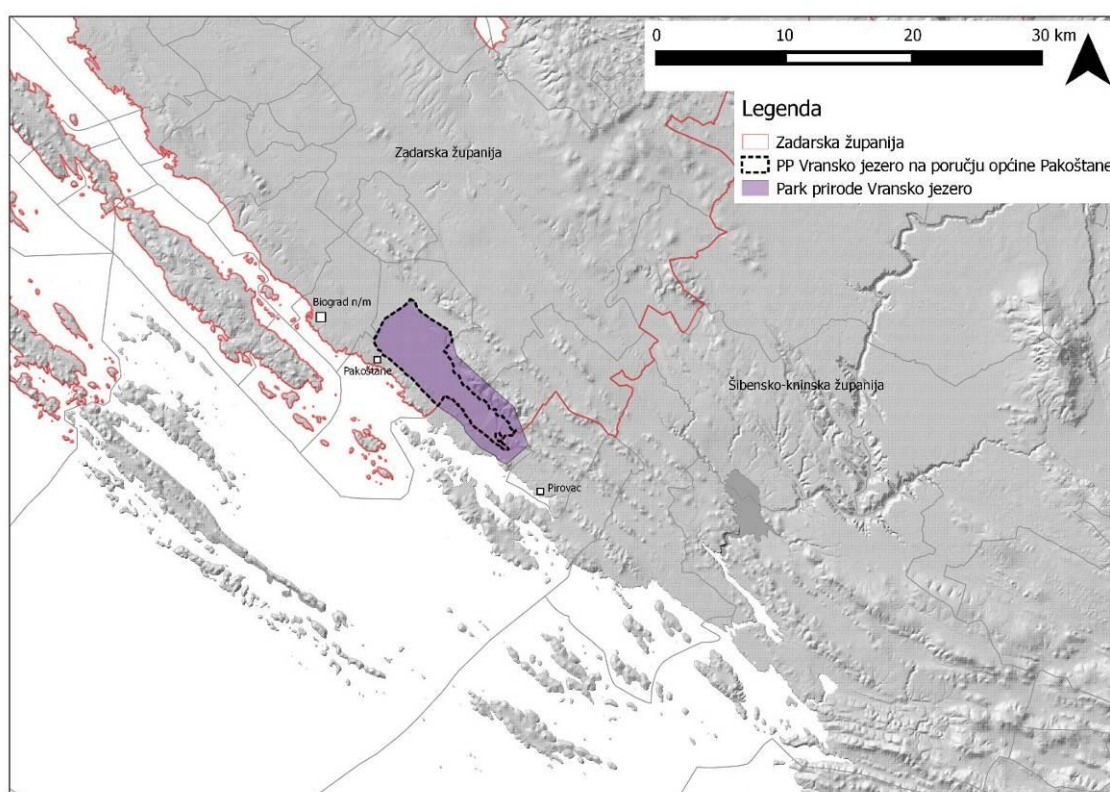 0 10 20 30 km
Legenda
Zadarska županija
PP Vransko jezero na poručju općine Pakoštane
Park prirode Vransko jezero
Zadarska županija
Biograd n/m
Pakoštane
Šibensko-kninska županija
Pirovac